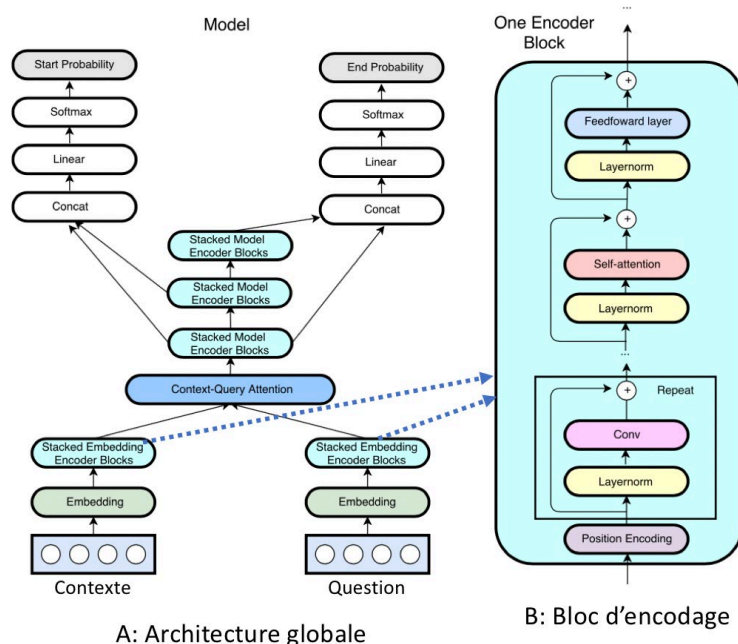 Model
Start Probability
Softmax
Linear
Concat
End Probability
Softmax
Linear
Concat
Stacked Model
Encoder Blocks
Stacked Model
Encoder Blocks
Stacked Model
Encoder Blocks
Context-Query Attention
Stacked Embedding
Encoder Blocks
Stacked Embedding
Encoder Blocks
Embedding
Embedding
Contexte
Question
A: Architecture globale
One Encoder
Block
...
+
Feedfoward layer
Layernorm
+
Self-attention
Layernorm
...
+
Repeat
Conv
Layernorm
Position Encoding
B: Bloc d'encodage